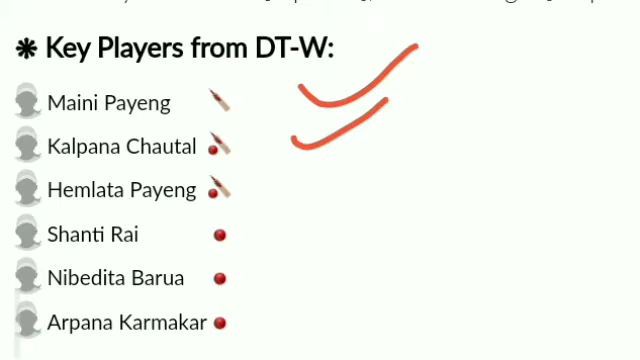 ❋ Key Players from DT-W:
Maini Payeng
Kalpana Chautal
Hemlata Payeng
Shanti Rai
Nibedita Barua
Arpana Karmakar